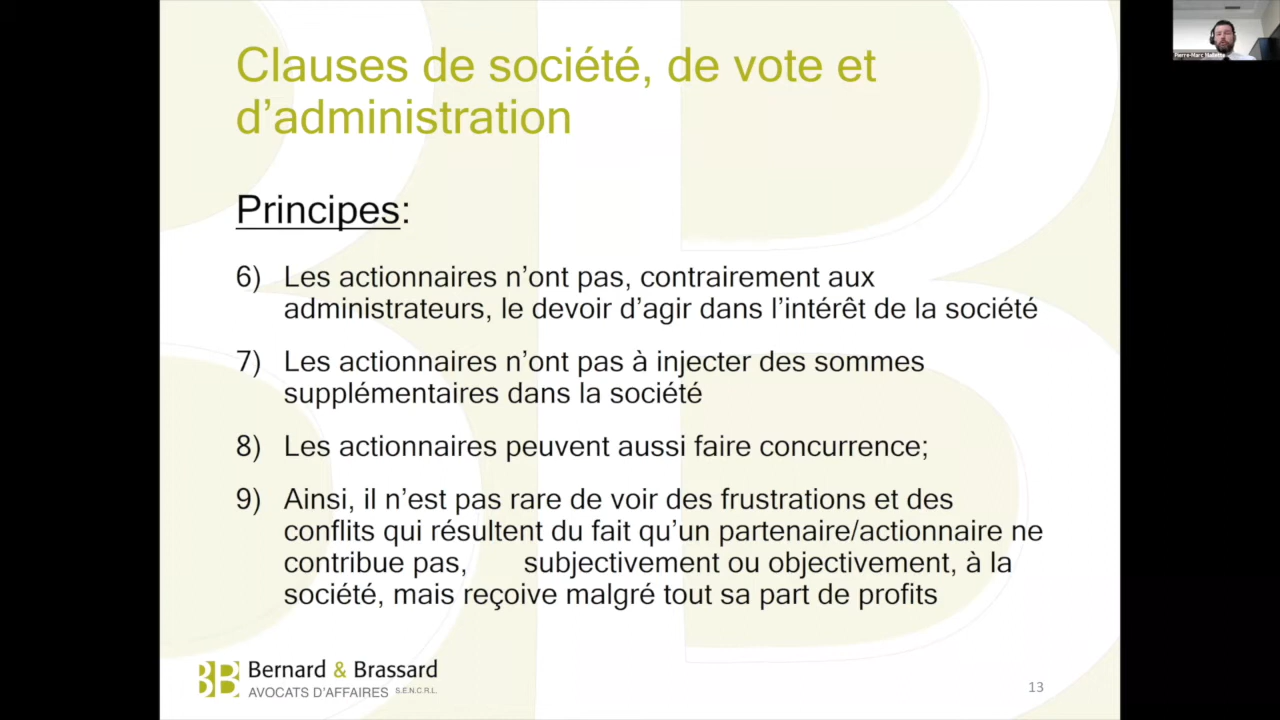 Clauses de société, de vote et
d’administration
Principes:
6) Les actionnaires n’ont pas, contrairement aux
administrateurs, le devoir d’agir dans l’intérêt de la société
7) Les actionnaires n’ont pas à injecter des sommes
supplémentaires dans la société
8) Les actionnaires peuvent aussi faire concurrence;
9) Ainsi, il n’est pas rare de voir des frustrations et des
conflits qui résultent du fait qu’un partenaire/actionnaire ne
contribue pas, subjectivement ou objectivement, à la
société, mais reçoive malgré tout sa part de profits
BB Bernard & Brassard
AVOCATS D’AFFAIRES S.E.N.C.R.L.
13
Pierre-Marc